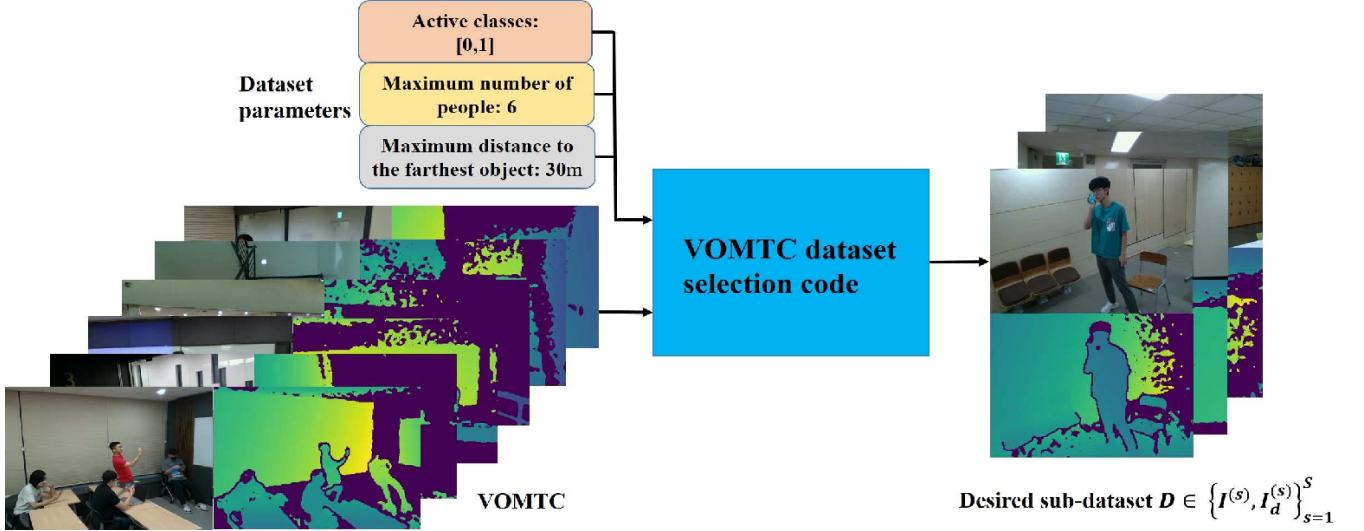 Active classes:
[0,1]
Dataset
parameters
Maximum number of
people: 6
Maximum distance to
the farthest object: 30m
VOMTC dataset
selection code
VOMTC
Desired sub-dataset D ∈ {I^(s), I_d^(s)}_{s=1}^S